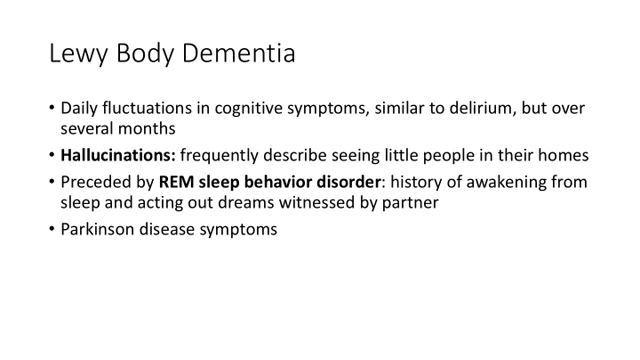 Lewy Body Dementia
• Daily fluctuations in cognitive symptoms, similar to delirium, but over
several months
• Hallucinations: frequently describe seeing little people in their homes
• Preceded by REM sleep behavior disorder: history of awakening from
sleep and acting out dreams witnessed by partner
• Parkinson disease symptoms